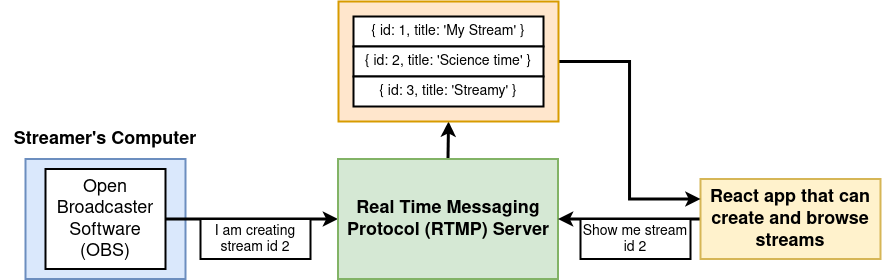 { id: 1, title: 'My Stream' }
{ id: 2, title: 'Science time' }
{ id: 3, title: 'Streamy' }
Streamer's Computer
Open
Broadcaster
Software
(OBS)
I am creating
stream id 2
Real Time Messaging
Protocol (RTMP) Server
Show me stream
id 2
React app that can
create and browse
streams